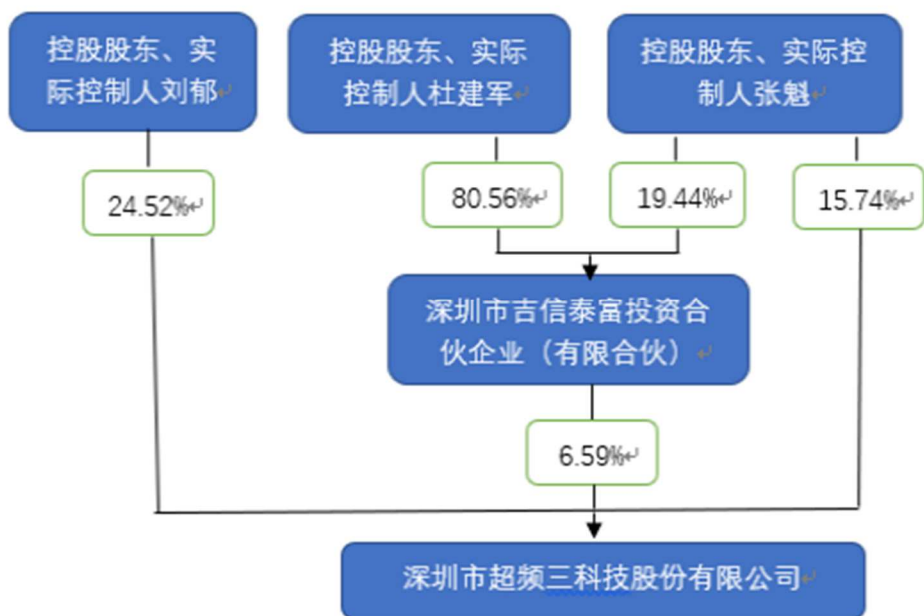 控股股东、实
际控制人刘郁
控股股东、实际
控制人杜建军
控股股东、实际控
制人张魁
24.52%
80.56%
19.44%
15.74%
深圳市吉信泰富投资合
伙企业（有限合伙）
6.59%
深圳市超频三科技股份有限公司